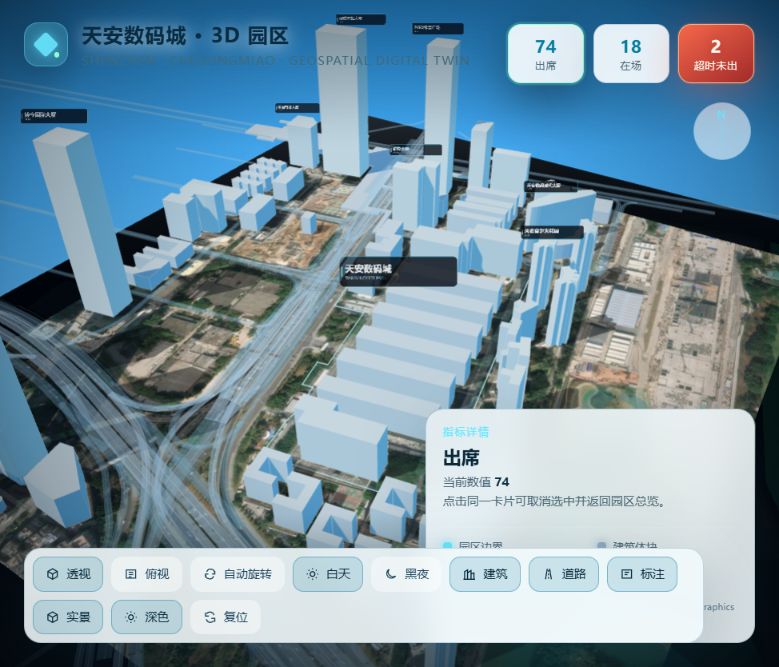 天安数码城 · 3D 园区
GEOSPATIAL DIGITAL TWIN
74
出席
18
在场
2
超时未出
N
天安数码城
指标详情
出席
当前数值 74
点击同一卡片可取消选中并返回园区总览。
园区边界
建筑体块
透视
俯视
自动旋转
白天
黑夜
建筑
道路
标注
实景
深色
复位
raphics